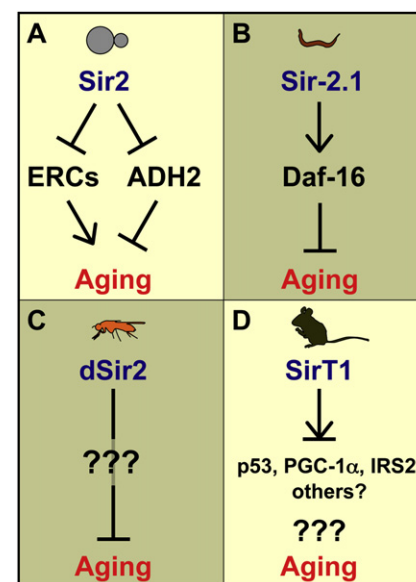 A
Sir2
ERCs ADH2
Aging
B
Sir-2.1
Daf-16
Aging
C
dSir2
???
Aging
D
SirT1
p53, PGC-1α, IRS2
others?
???
Aging